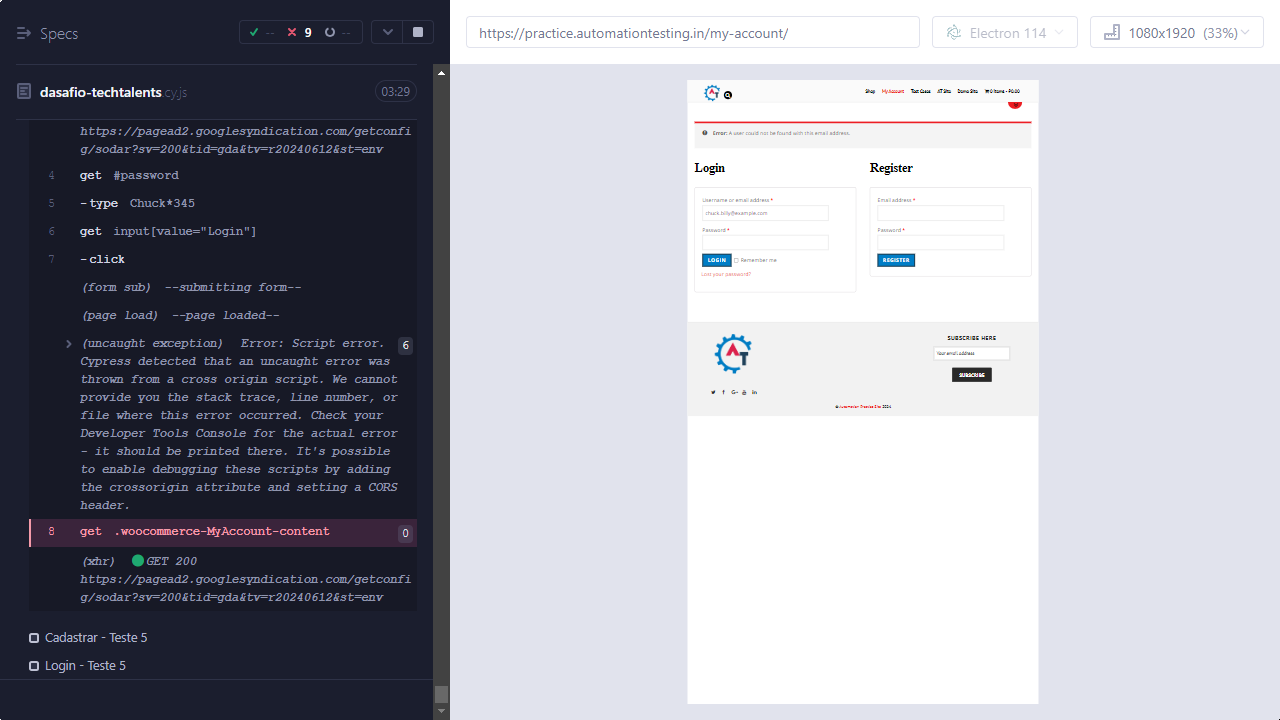 Specs
-- 9 --
dasafio-techtalents.cy.js
03:29
https://pagead2.googlesyndication.com/getconfi
g/sodar?sv=200&tid=gda&tv=r20240612&st=env
4 get #password
5 -type Chuck*345
6 get input[value="Login"]
7 -click
(form sub) --submitting form--
(page load) --page loaded--
(uncaught exception) Error: Script error. 6
Cypress detected that an uncaught error was
thrown from a cross origin script. We cannot
provide you the stack trace, line number, or
file where this error occurred. Check your
Developer Tools Console for the actual error
- it should be printed there. It's possible
to enable debugging these scripts by adding
the crossorigin attribute and setting a CORS
header.
8 get .woocommerce-MyAccount-content 0
(xhr) GET 200
https://pagead2.googlesyndication.com/getconfi
g/sodar?sv=200&tid=gda&tv=r20240612&st=env
Cadastrar - Teste 5
Login - Teste 5
https://practice.automationtesting.in/my-account/
Electron 114
1080x1920 (33%)
AT
Shop My Account Test Cases AT Site Demo Site 0 items - ₹0.00
Error: A user could not be found with this email address.
Login
Register
Username or email address *
chuck.billy@example.com
Password *
LOGIN Remember me
Lost your password?
Email address *
Password *
REGISTER
AT
SUBSCRIBE HERE
Your email address
SUBSCRIBE
Automation Practice Site 2024